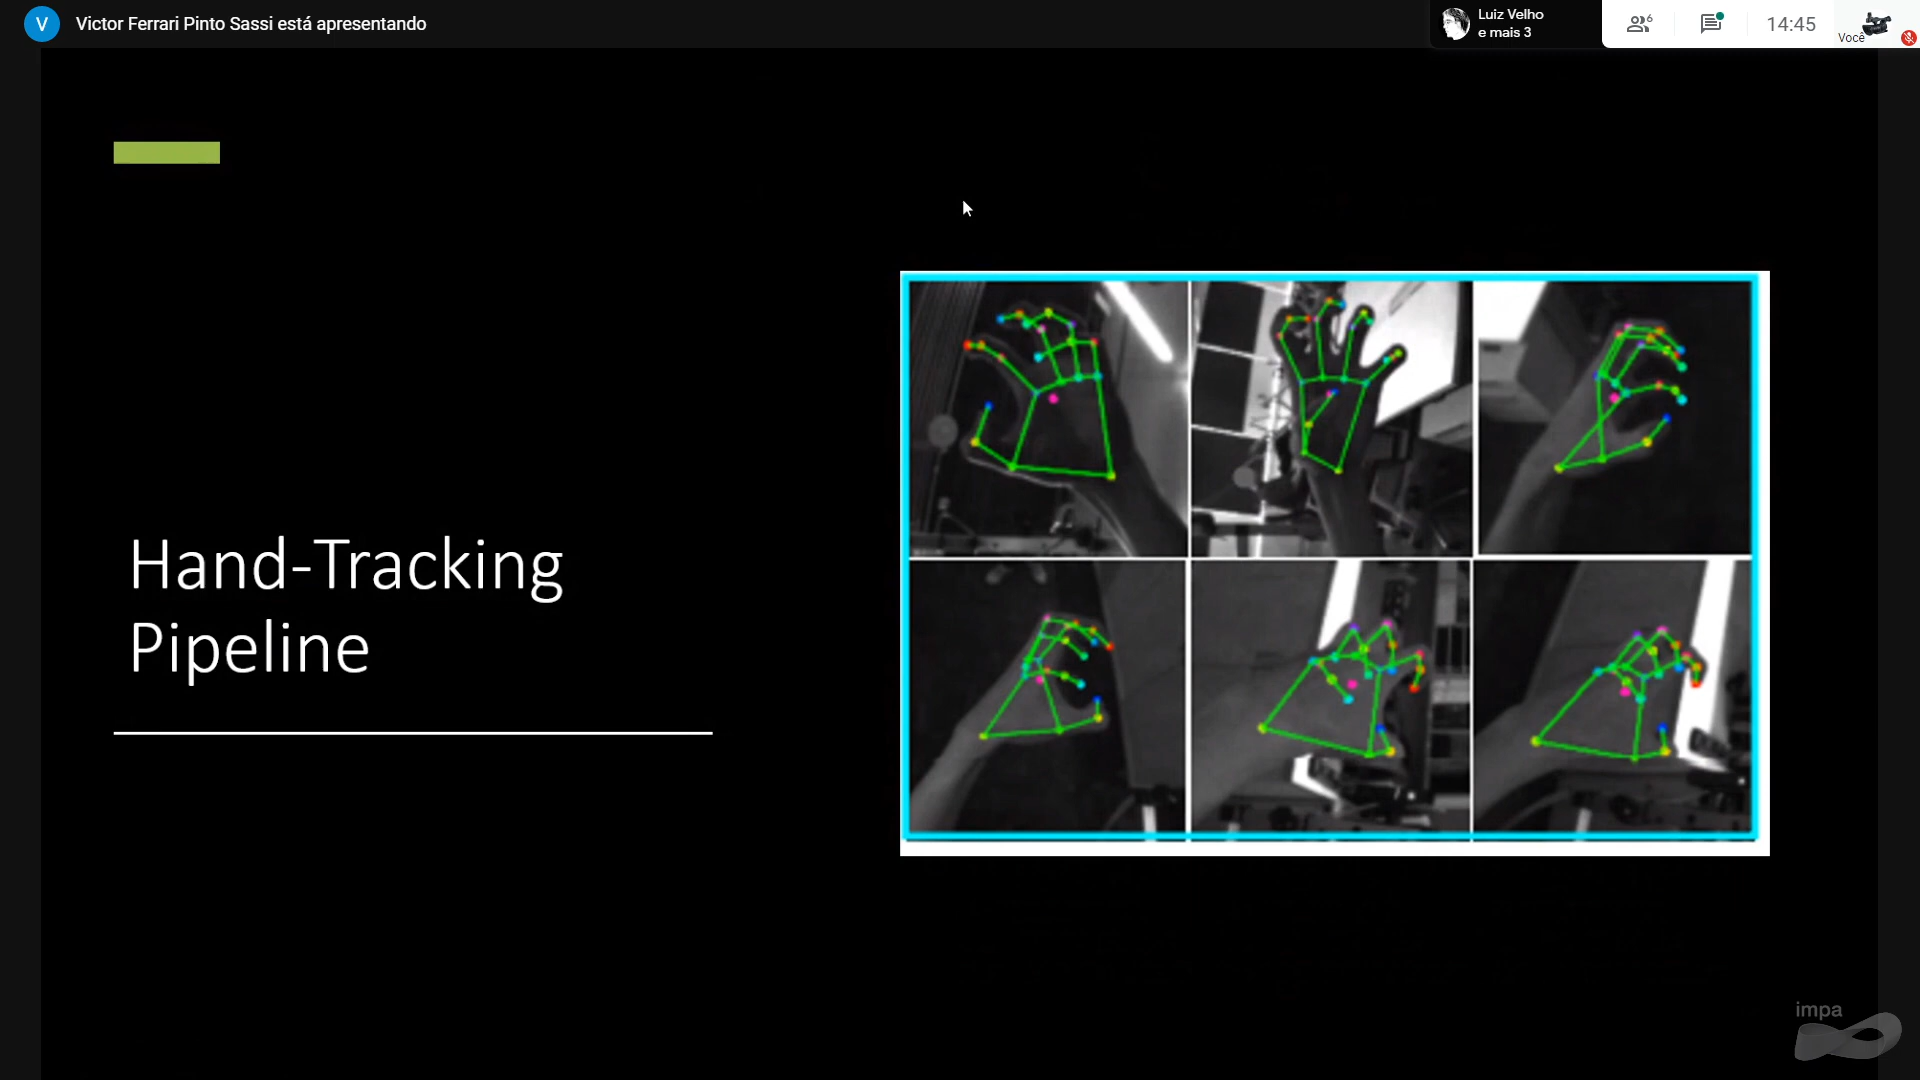 V
Victor Ferrari Pinto Sassi está apresentando
Luiz Velho
e mais 3
6
14:45
Você
Hand-Tracking
Pipeline
impa